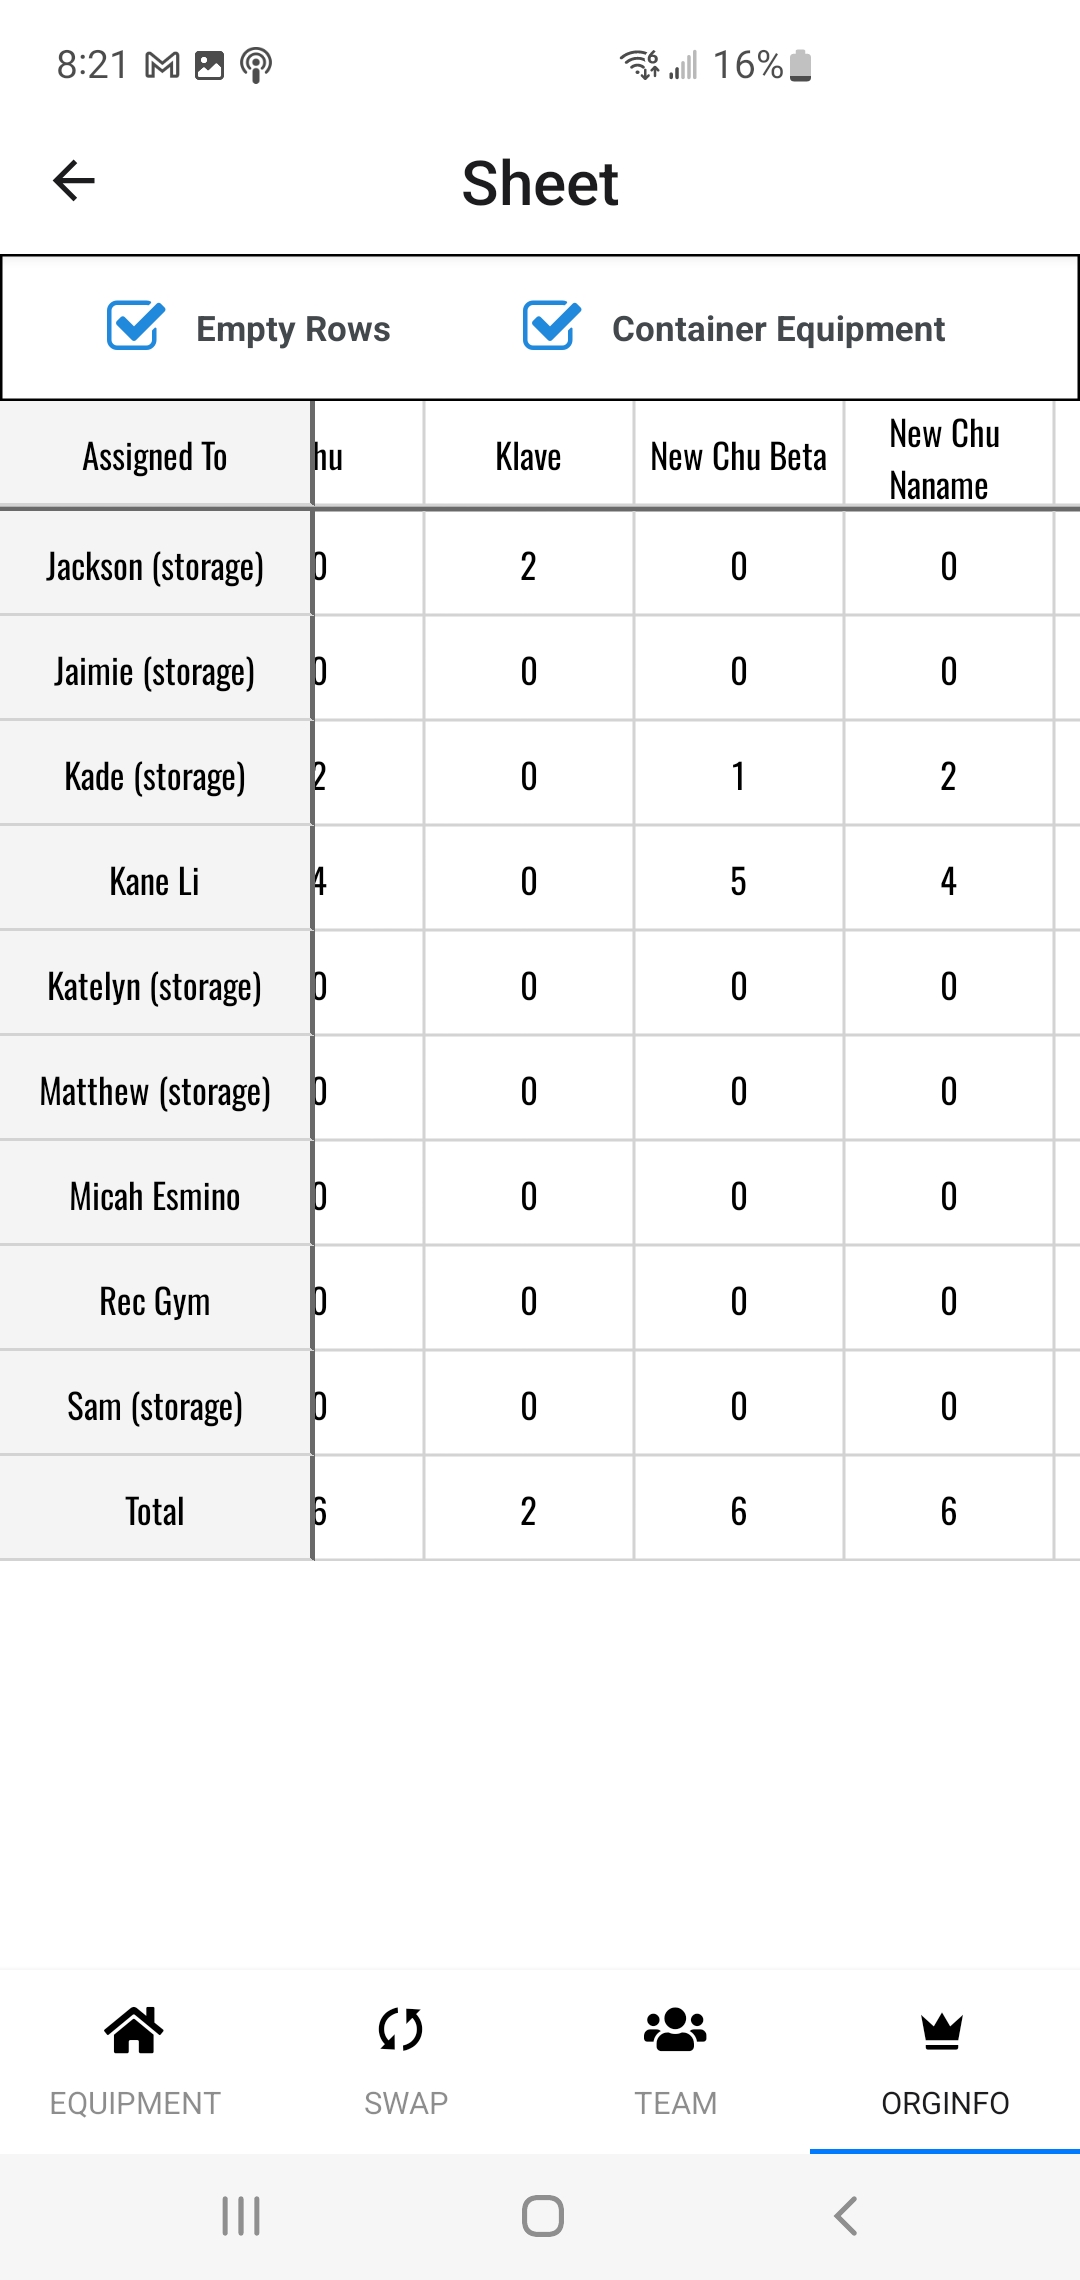 8:21 16%
Sheet
Empty Rows Container Equipment
Assigned To hu Klave New Chu Beta New Chu
Naname
Jackson (storage) 0 2 0 0
Jaimie (storage) 0 0 0 0
Kade (storage) 2 0 1 2
Kane Li 4 0 5 4
Katelyn (storage) 0 0 0 0
Matthew (storage) 0 0 0 0
Micah Esmino 0 0 0 0
Rec Gym 0 0 0 0
Sam (storage) 0 0 0 0
Total 6 2 6 6
EQUIPMENT SWAP TEAM ORGINFO